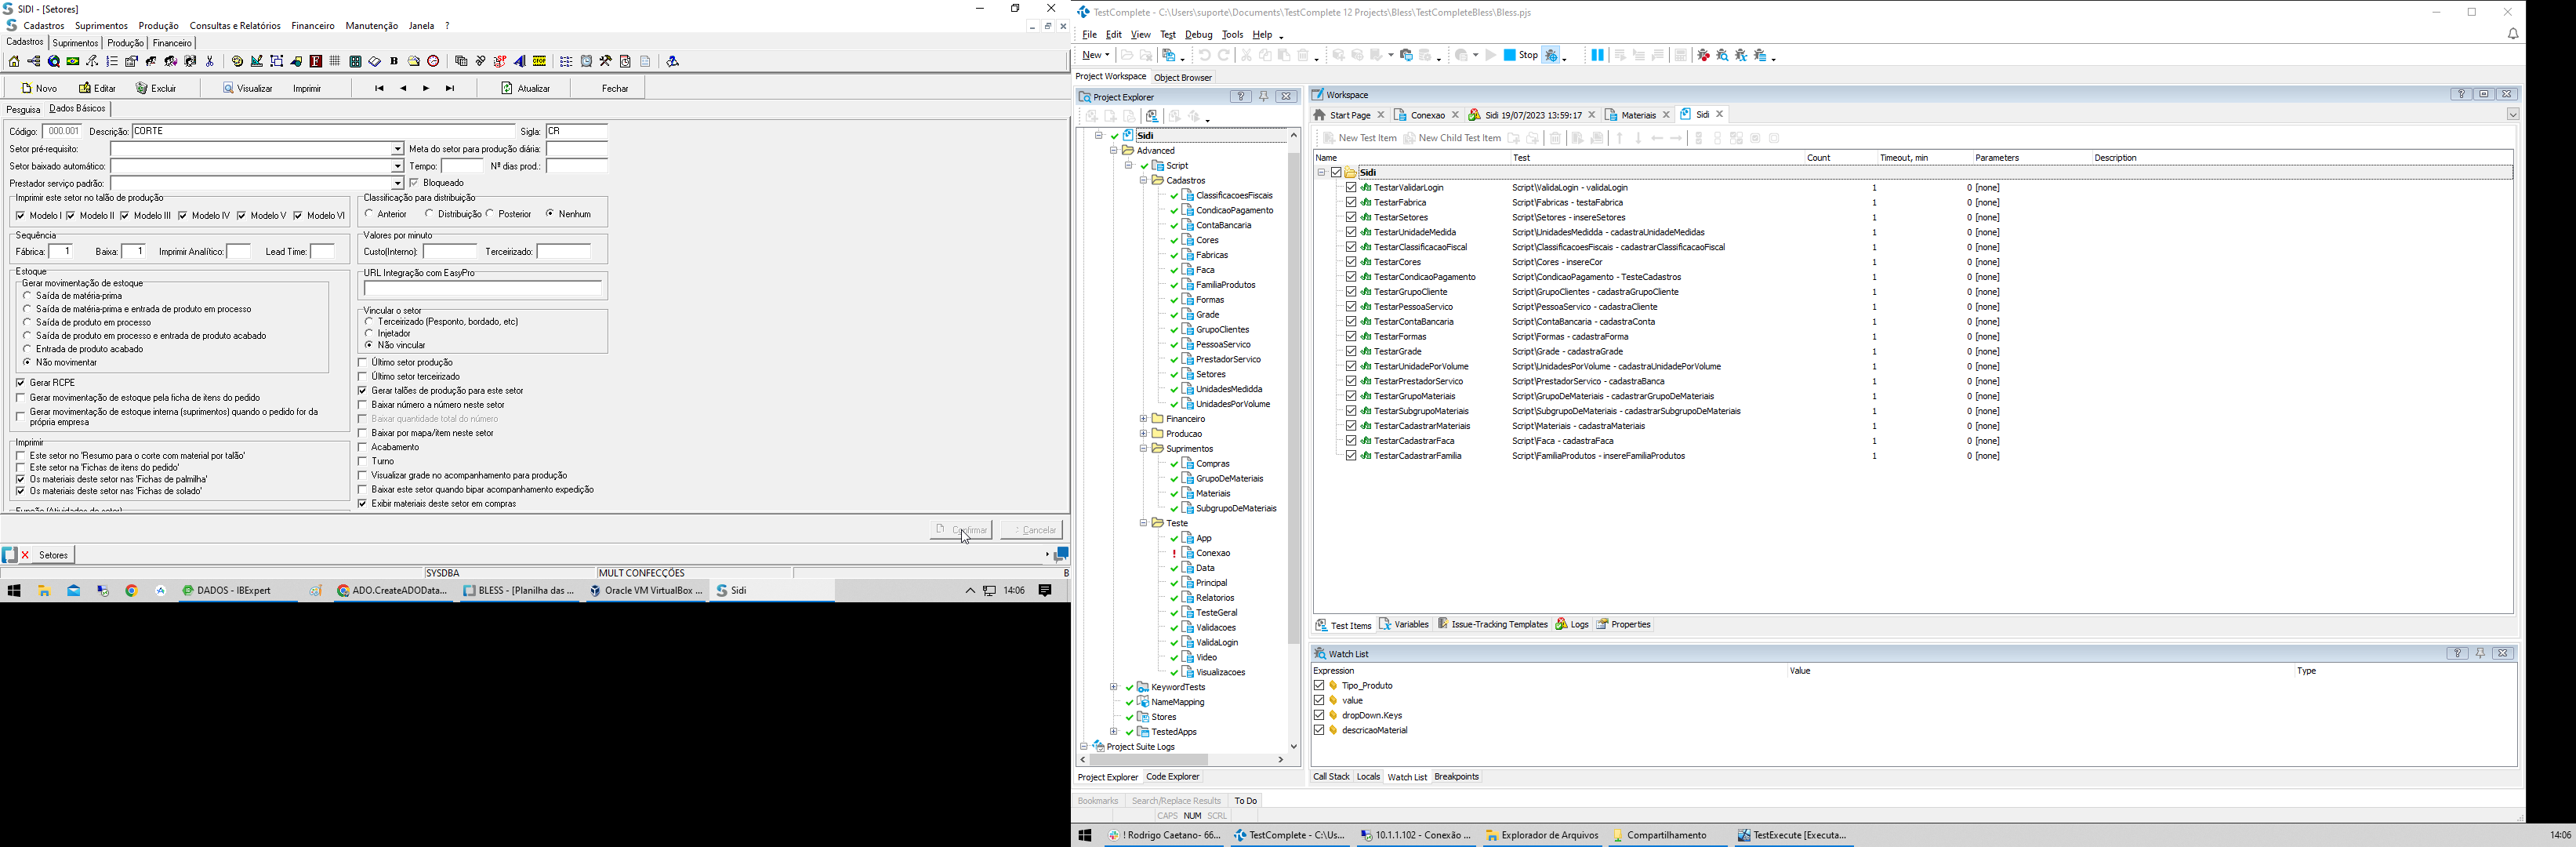 SIDI - [Setores]
Cadastros Suprimentos Produção Consultas e Relatórios Financeiro Manutenção Janela ?
Cadastros Suprimentos Produção Financeiro
Novo Editar Excluir Visualizar Imprimir Atualizar Fechar
Pesquisa Dados Básicos
Código: 000.001 Descrição: CORTE Sigla: CR
Setor pré-requisito: Meta do setor para produção diária:
Setor baixado automático: Tempo: Nº dias prod.:
Prestador serviço padrão: Bloqueado
Imprimir este setor no talão de produção
Modelo I Modelo II Modelo III Modelo IV Modelo V Modelo VI
Classificação para distribuição
Anterior Distribuição Posterior Nenhum
Sequência
Fábrica: 1 Baixa: 1 Imprimir Analítico: Lead Time:
Valores por minuto
Custo(Interno): Terceirizado:
Estoque
Gerar movimentação de estoque
Saída de matéria-prima
Saída de matéria-prima e entrada de produto em processo
Saída de produto em processo
Saída de produto em processo e entrada de produto acabado
Entrada de produto acabado
Não movimentar
Gerar RCPE
Gerar movimentação de estoque pela ficha de itens do pedido
Gerar movimentação de estoque interna (suprimentos) quando o pedido for da
própria empresa
Imprimir
Este setor no 'Resumo para o corte com material por talão'
Este setor na 'Fichas de itens do pedido'
Os materiais deste setor nas 'Fichas de palmilha'
Os materiais deste setor nas 'Fichas de solado'
URL Integração com EasyPro
Vincular o setor
Terceirizado (Pesponto, bordado, etc)
Injetador
Não vincular
Último setor produção
Último setor terceirizado
Gerar talões de produção para este setor
Baixar número a número neste setor
Baixar quantidade total do número
Baixar por mapa/item neste setor
Acabamento
Turno
Visualizar grade no acompanhamento para produção
Baixar este setor quando bipar acompanhamento expedição
Exibir materiais deste setor em compras
Confirmar Cancelar
Setores
SYSDBA MULT CONFECÇÕES B
DADOS - IBExpert ADO.CreateADOData... BLESS - [Planilha das ... Oracle VM VirtualBox ... Sidi 14:06
TestComplete - C:\Users\suporte\Documents\TestComplete 12 Projects\Bless\TestCompleteBless\Bless.pjs
File Edit View Test Debug Tools Help
New Stop
Project Workspace Object Browser
Project Explorer
Sidi
Advanced
Script
Cadastros
ClassificacoesFiscais
CondicaoPagamento
ContaBancaria
Cores
Fabricas
Faca
FamiliaProdutos
Formas
Grade
GrupoClientes
PessoaServico
PrestadorServico
Setores
UnidadesMedidda
UnidadesPorVolume
Financeiro
Producao
Suprimentos
Compras
GrupoDeMateriais
Materiais
SubgrupoDeMateriais
Teste
App
Conexao
Data
Principal
Relatorios
TesteGeral
Validacoes
ValidaLogin
Video
Visualizacoes
KeywordTests
NameMapping
Stores
TestedApps
Project Suite Logs
Project Explorer Code Explorer
Workspace
Start Page Conexao Sidi 19/07/2023 13:59:17 Materiais Sidi
New Test Item New Child Test Item
Name Test Count Timeout, min Parameters Description
Sidi
TestarValidarLogin Script\ValidaLogin - validaLogin 1 0 [none]
TestarFabrica Script\Fabricas - testaFabrica 1 0 [none]
TestarSetores Script\Setores - insereSetores 1 0 [none]
TestarUnidadeMedida Script\UnidadesMedidda - cadastraUnidadeMedidas 1 0 [none]
TestarClassificacaoFiscal Script\ClassificacoesFiscais - cadastrarClassificacaoFiscal 1 0 [none]
TestarCores Script\Cores - insereCor 1 0 [none]
TestarCondicaoPagamento Script\CondicaoPagamento - TesteCadastros 1 0 [none]
TestarGrupoCliente Script\GrupoClientes - cadastraGrupoCliente 1 0 [none]
TestarPessoaServico Script\PessoaServico - cadastraCliente 1 0 [none]
TestarContaBancaria Script\ContaBancaria - cadastraConta 1 0 [none]
TestarFormas Script\Formas - cadastraForma 1 0 [none]
TestarGrade Script\Grade - cadastraGrade 1 0 [none]
TestarUnidadePorVolume Script\UnidadesPorVolume - cadastraUnidadePorVolume 1 0 [none]
TestarPrestadorServico Script\PrestadorServico - cadastraBanca 1 0 [none]
TestarGrupoMateriais Script\GrupoDeMateriais - cadastrarGrupoDeMateriais 1 0 [none]
TestarSubgrupoMateriais Script\SubgrupoDeMateriais - cadastrarSubgrupoDeMateriais 1 0 [none]
TestarCadastrarMateriais Script\Materiais - cadastraMateriais 1 0 [none]
TestarCadastrarFaca Script\Faca - cadastraFaca 1 0 [none]
TestarCadastrarFamilia Script\FamiliaProdutos - insereFamiliaProdutos 1 0 [none]
Test Items Variables Issue-Tracking Templates Logs Properties
Watch List
Expression Value Type
Tipo_Produto
value
dropDown.Keys
descricaoMaterial
Call Stack Locals Watch List Breakpoints
Bookmarks Search/Replace Results To Do
CAPS NUM SCRL
! Rodrigo Caetano- 66... TestComplete - C:\Us... 10.1.1.102 - Conexão ... Explorador de Arquivos Compartilhamento TestExecute [Executa... 14:06